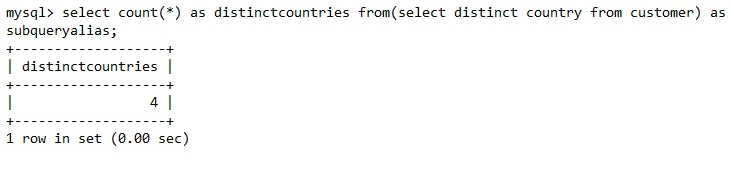 mysql> select count(*) as distinctcountries from(select distinct country from customer) as
subqueryalias;
+-------------------+
| distinctcountries |
+-------------------+
|                 4 |
+-------------------+
1 row in set (0.00 sec)